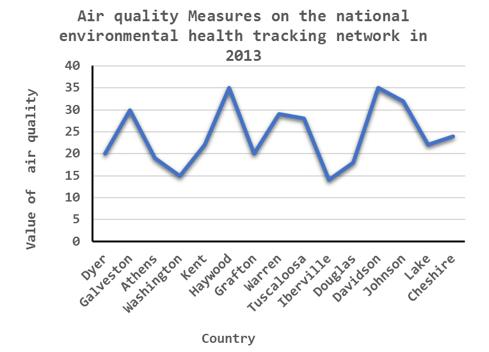 Air quality Measures on the national
environmental health tracking network in
2013
Value of air quality
40
35
30
25
20
15
10
5
0
Dyer
Galveston
Athens
Washington
Kent
Haywood
Grafton
Warren
Tuscaloosa
Iberville
Douglas
Davidson
Johnson
Lake
Cheshire
Country